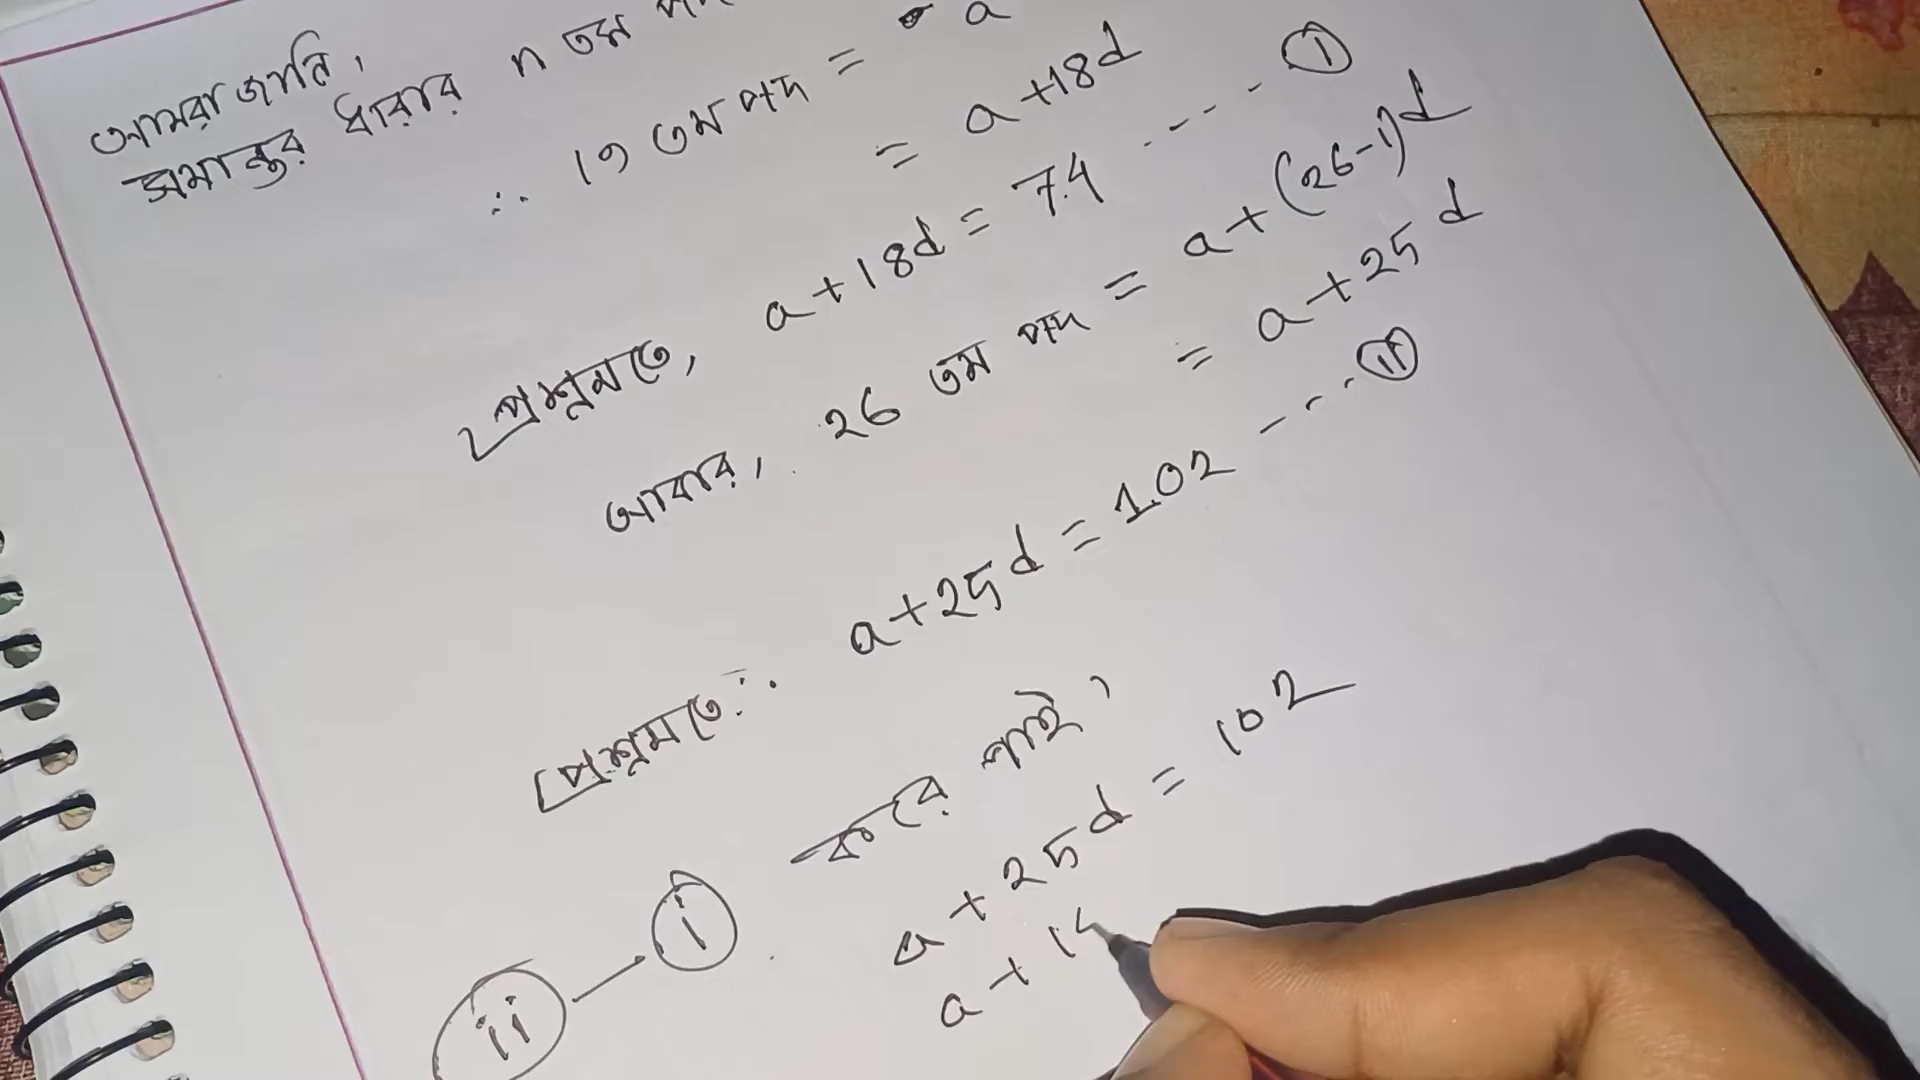 আমরা জানি,
সমান্তর ধারার n তম
∴ 19 তম পদ = a
= a+18d
প্রশ্নমতে, a+18d = 74 ---- ⓘ
আবার, 26 তম পদ = a+(26-1)d
= a+25d
প্রশ্নমতে: a+25d = 102 ---- ⓘⓘ
ii — i করে পাই,
a + 25d = 102
a + 1